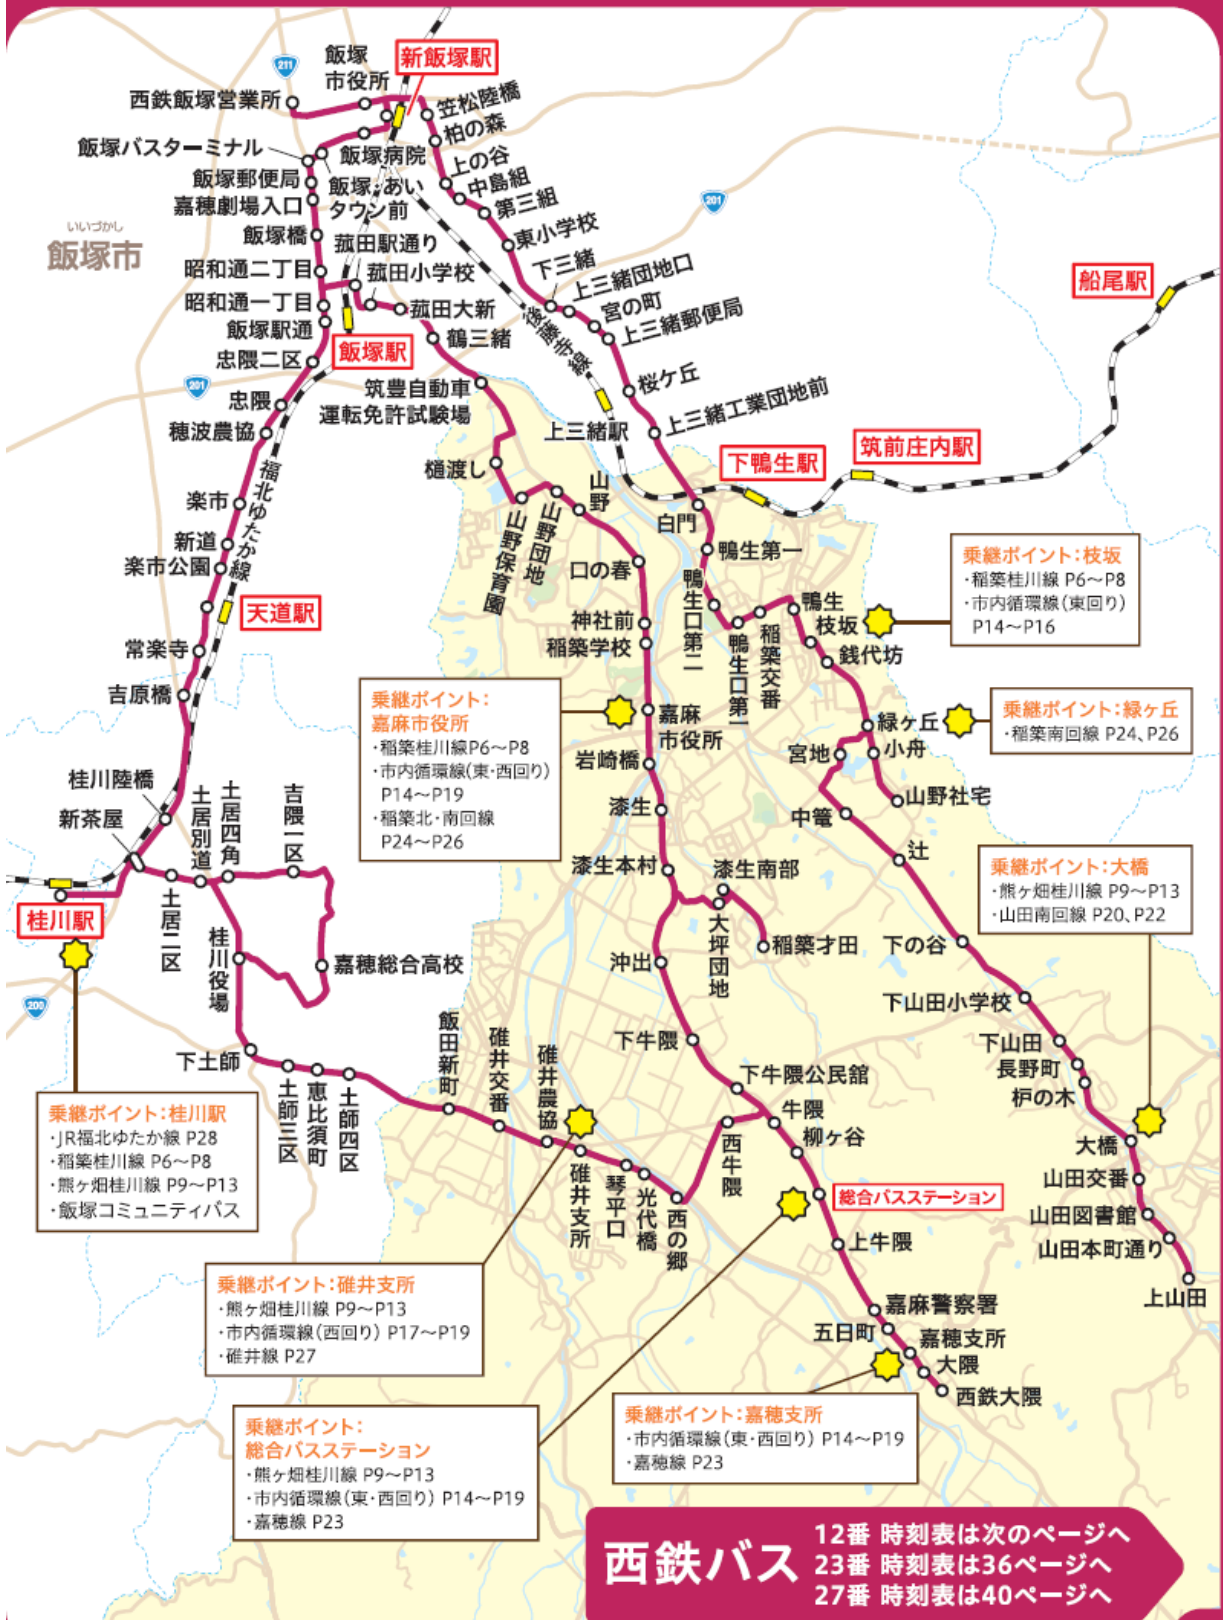 211
飯塚
市役所
新飯塚駅
西鉄飯塚営業所
笠松陸橋
柏の森
飯塚バスターミナル
飯塚病院
上の谷
飯塚郵便局
飯塚・あい
タウン前
中島組
嘉穂劇場入口
第三組
201
いいづかし
飯塚市
飯塚橋
菰田駅通り
東小学校
昭和通二丁目
菰田小学校
下三緒
上三緒団地口
船尾駅
昭和通一丁目
菰田大新
宮の町
飯塚駅通
鶴三緒
後藤寺線
上三緒郵便局
忠隈二区
飯塚駅
201
筑豊自動車
運転免許試験場
桜ケ丘
忠隈
上三緒工業団地前
穂波農協
上三緒駅
福北ゆたか線
樋渡し
下鴨生駅
筑前庄内駅
楽市
山野
山野団地
山野保育園
白門
新道
鴨生第一
楽市公園
口の春
乗継ポイント:枝坂
・稲築桂川線 P6〜P8
・市内循環線(東回り)
P14〜P16
天道駅
神社前
鴨生口第二
鴨生口第一
稲築交番
鴨生
枝坂
稲築学校
常楽寺
銭代坊
吉原橋
乗継ポイント:
嘉麻市役所
・稲築桂川線P6〜P8
・市内循環線(東・西回り)
P14〜P19
・稲築北・南回線
P24〜P26
嘉麻
市役所
緑ヶ丘
乗継ポイント:緑ヶ丘
・稲築南回線 P24、P26
岩崎橋
宮地
小舟
桂川陸橋
新茶屋
土居別道
土居四角
吉隈一区
漆生
山野社宅
中篭
漆生本村
漆生南部
辻
乗継ポイント:大橋
・熊ヶ畑桂川線 P9〜P13
・山田南回線 P20、P22
桂川駅
土居二区
桂川役場
嘉穂総合高校
大坪団地
稲築才田
下の谷
沖出
200
下山田小学校
下土師
土師三区
恵比須町
土師四区
飯田新町
碓井交番
碓井農協
下牛隈
下山田
長野町
枦の木
下牛隈公民館
乗継ポイント:桂川駅
・JR福北ゆたか線 P28
・稲築桂川線 P6〜P8
・熊ヶ畑桂川線 P9〜P13
・飯塚コミュニティバス
牛隈
柳ヶ谷
大橋
碓井支所
琴平口
光代橋
西の郷
西牛隈
総合バスステーション
山田交番
山田図書館
山田本町通り
上牛隈
上山田
乗継ポイント:碓井支所
・熊ヶ畑桂川線 P9〜P13
・市内循環線(西回り) P17〜P19
・碓井線 P27
嘉麻警察署
五日町
嘉穂支所
大隈
西鉄大隈
乗継ポイント:
総合バスステーション
・熊ヶ畑桂川線 P9〜P13
・市内循環線(東・西回り) P14〜P19
・嘉穂線 P23
乗継ポイント:嘉穂支所
・市内循環線(東・西回り) P14〜P19
・嘉穂線 P23
西鉄バス
12番 時刻表は次のページへ
23番 時刻表は36ページへ
27番 時刻表は40ページへ